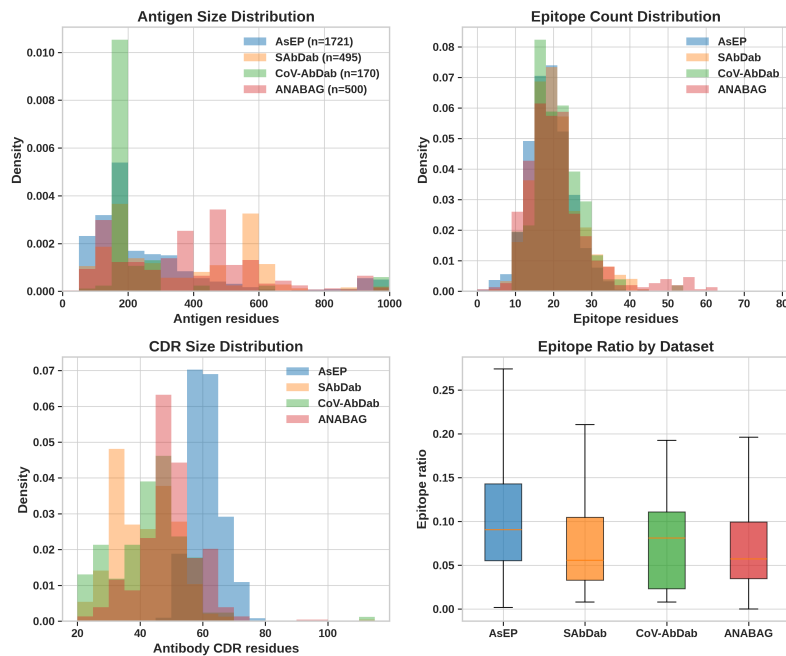 Antigen Size Distribution
Density
0.010
0.008
0.006
0.004
0.002
0.000
0
200
400
600
800
1000
Antigen residues
AsEP (n=1721)
SAbDab (n=495)
CoV-AbDab (n=170)
ANABAG (n=500)
Epitope Count Distribution
Density
0.08
0.07
0.06
0.05
0.04
0.03
0.02
0.01
0.00
0
10
20
30
40
50
60
70
80
Epitope residues
AsEP
SAbDab
CoV-AbDab
ANABAG
CDR Size Distribution
Density
0.07
0.06
0.05
0.04
0.03
0.02
0.01
0.00
20
40
60
80
100
Antibody CDR residues
AsEP
SAbDab
CoV-AbDab
ANABAG
Epitope Ratio by Dataset
Epitope ratio
0.25
0.20
0.15
0.10
0.05
0.00
AsEP
SAbDab
CoV-AbDab
ANABAG